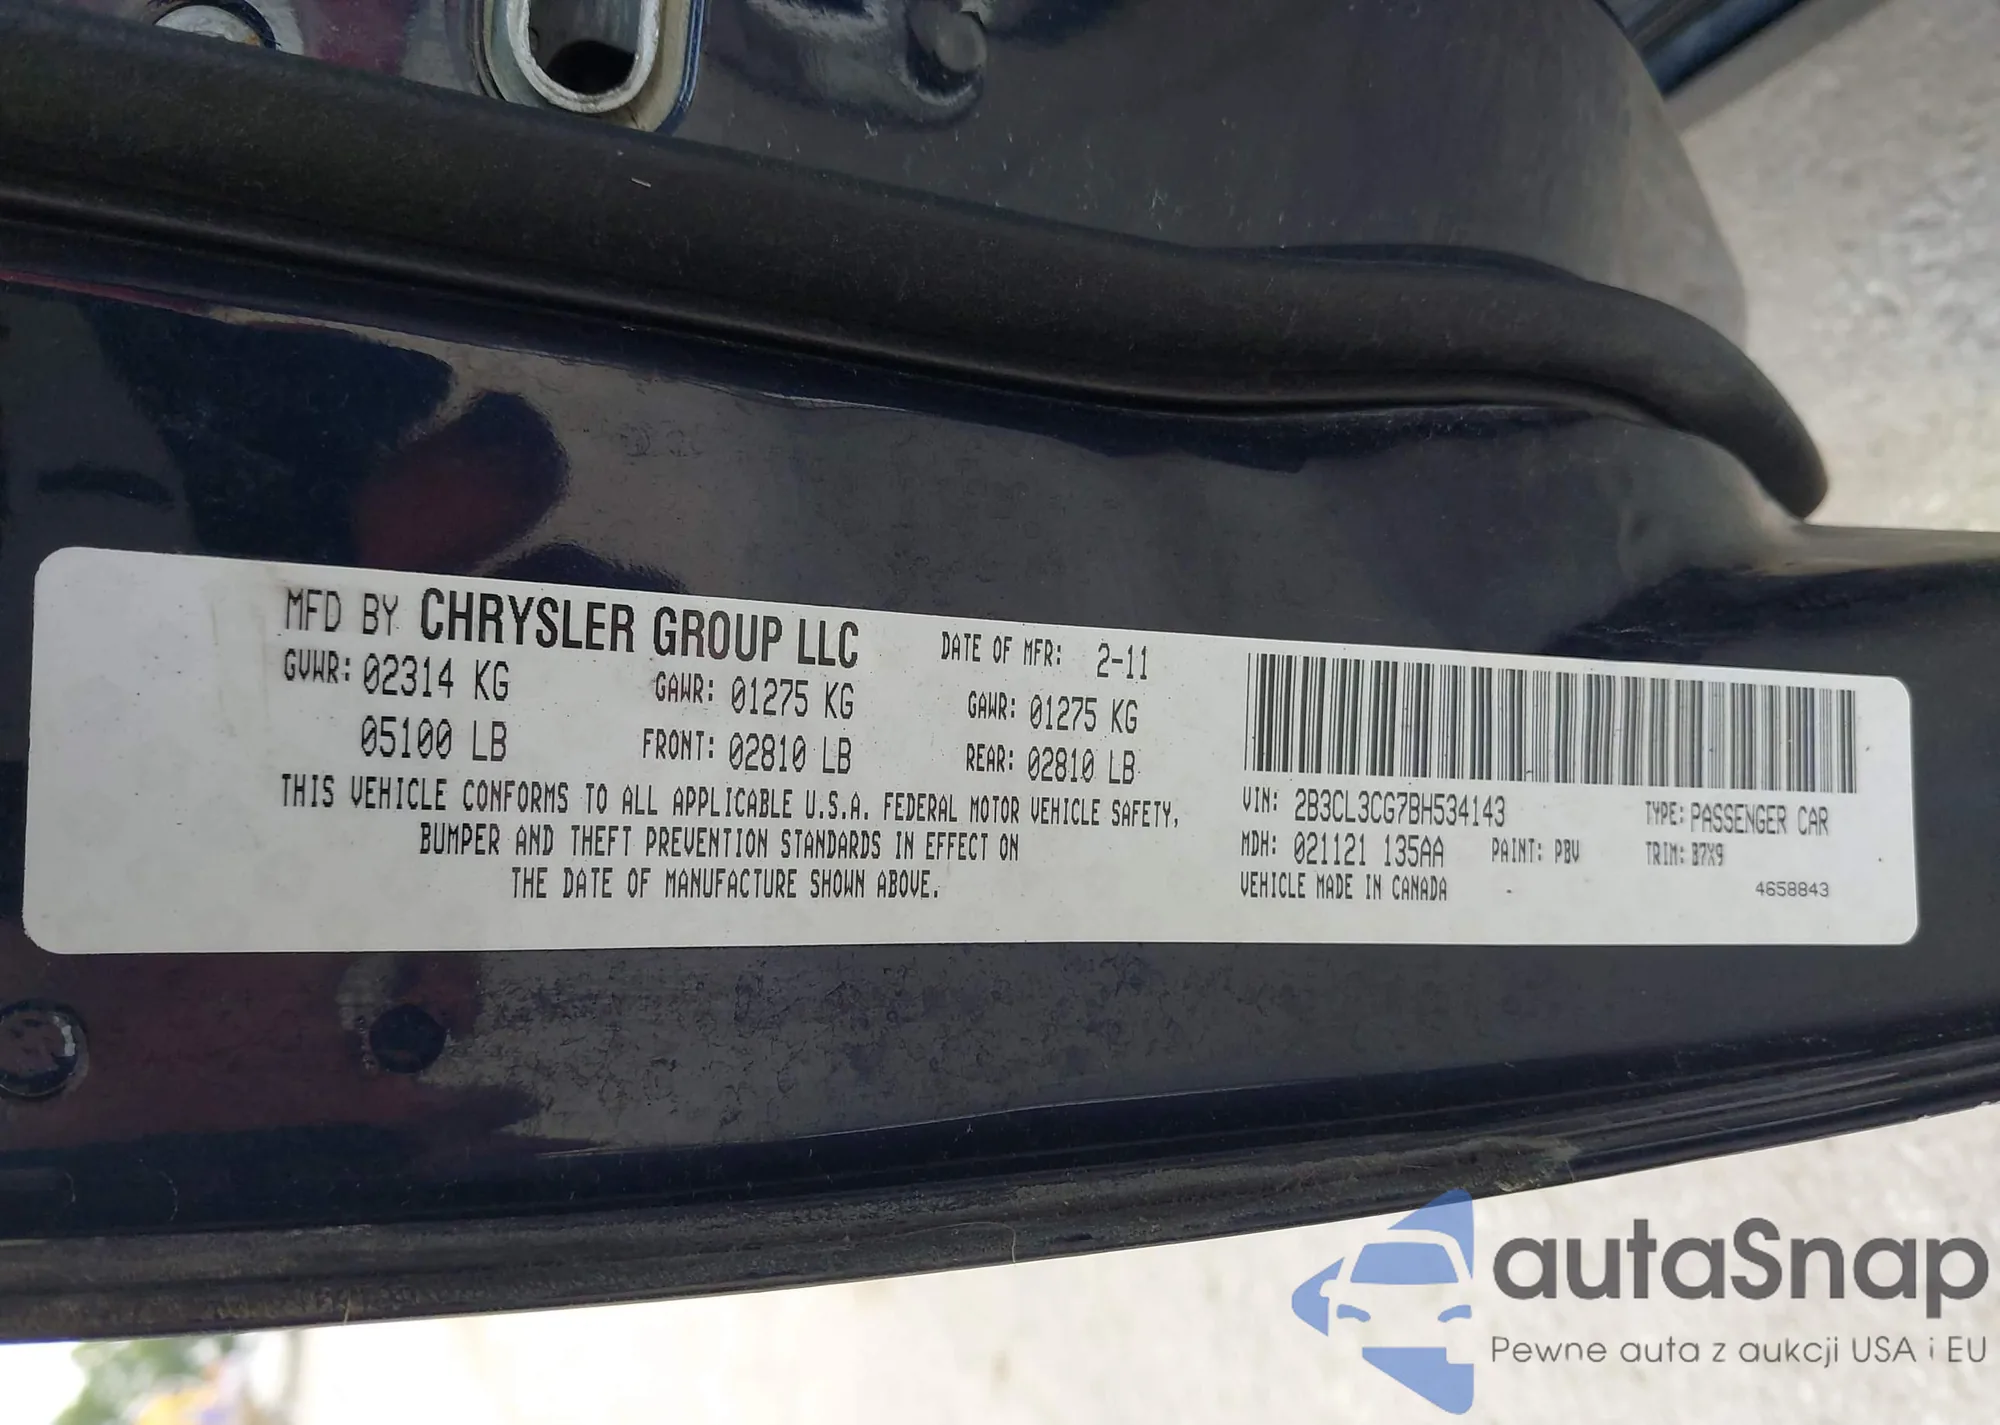 MFD BY CHRYSLER GROUP LLC DATE OF MFR: 2-11
GVWR: 02314 KG GAWR: 01275 KG GAWR: 01275 KG
05100 LB FRONT: 02810 LB REAR: 02810 LB
THIS VEHICLE CONFORMS TO ALL APPLICABLE U.S.A. FEDERAL MOTOR VEHICLE SAFETY,
BUMPER AND THEFT PREVENTION STANDARDS IN EFFECT ON
THE DATE OF MANUFACTURE SHOWN ABOVE.
VIN: 2B3CL3CG7BH534143 TYPE: PASSENGER CAR
MDH: 021121 135AA PAINT: PBV TRIM: B7X9
VEHICLE MADE IN CANADA - 4658843
autaSnap
Pewne auta z aukcji USA i EU